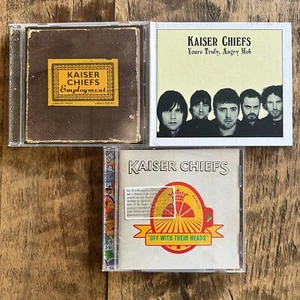 KAISER
CHIEFS
Employment
KAISER CHIEFS
Yours Truly, Angry Mob
KAISER CHIEFS
"OFF WITH THEIR HEADS"